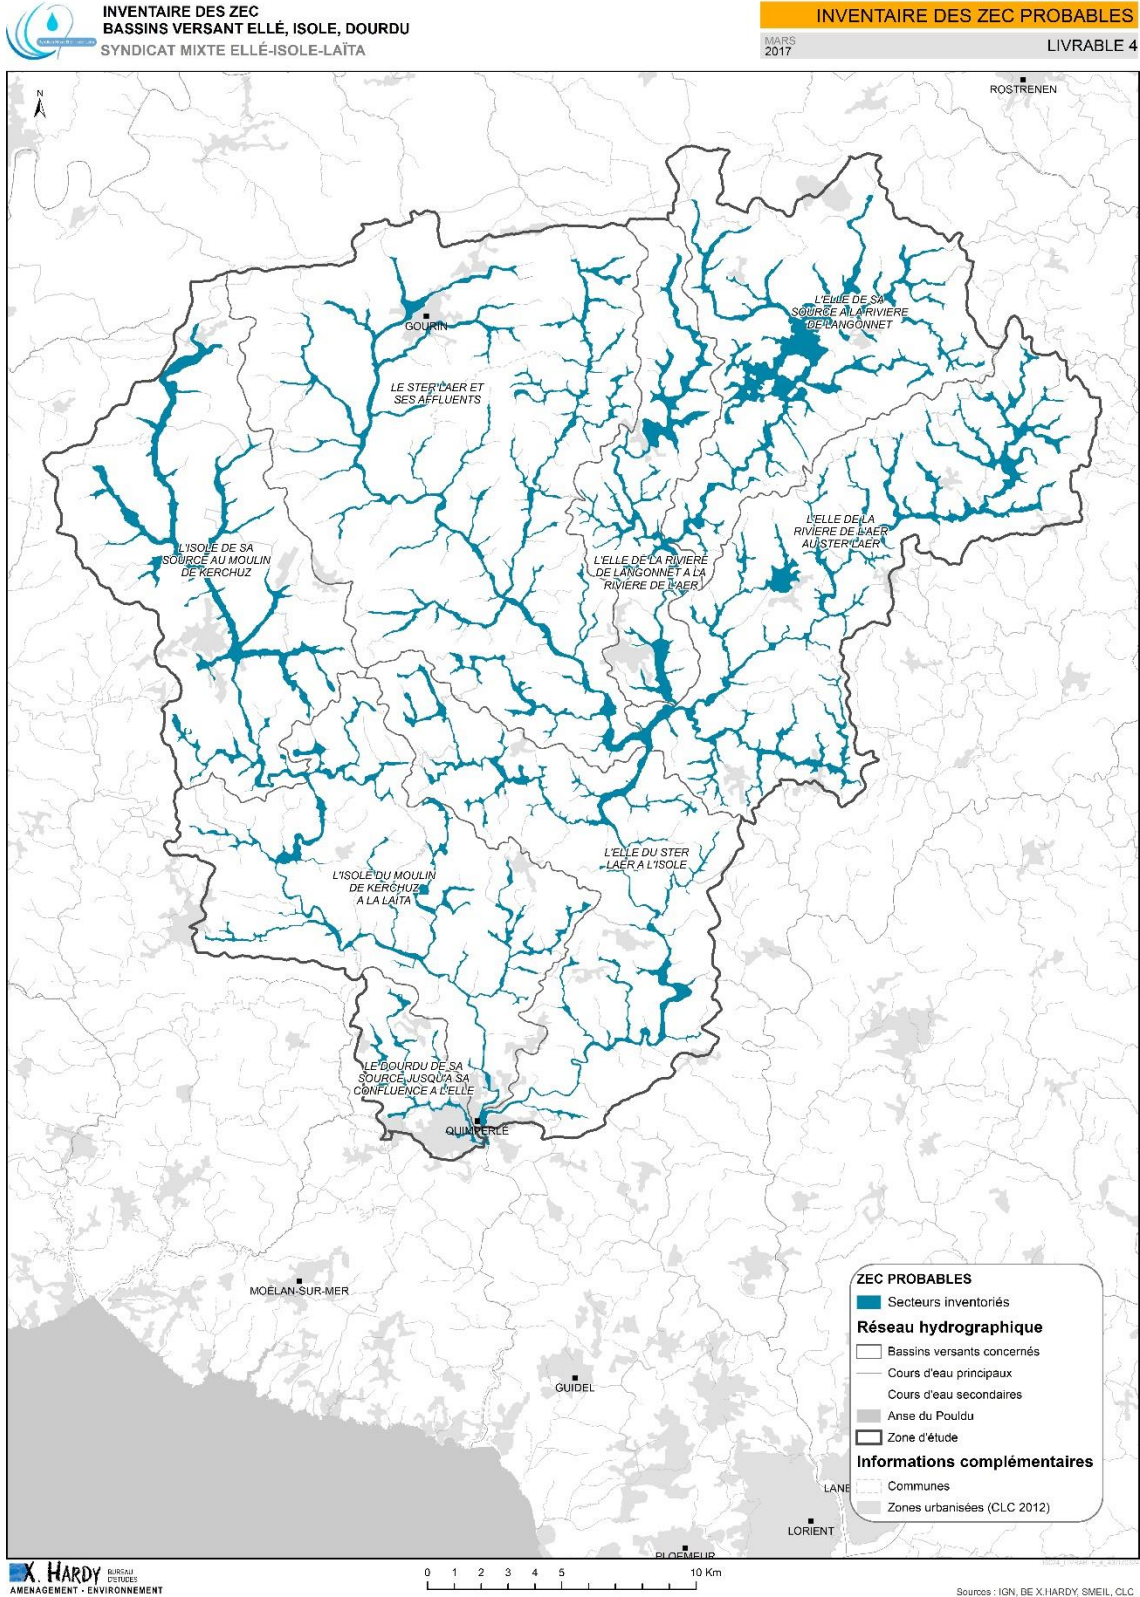 INVENTAIRE DES ZEC
BASSINS VERSANT ELLÉ, ISOLE, DOURDU
SYNDICAT MIXTE ELLÉ-ISOLE-LAÏTA
INVENTAIRE DES ZEC PROBABLES
MARS
2017
LIVRABLE 4
N
ROSTRENEN
L'ELLE DE SA
SOURCE A LA RIVIERE
DE LANGONNET
GOURIN
LE STER LAER ET
SES AFFLUENTS
L'ELLE DE LA
RIVIERE DE L'AER
AU STER LAER
L'ISOLE DE SA
SOURCE AU MOULIN
DE KERCHUZ
L'ELLE DE LA RIVIERE
DE LANGONNET A LA
RIVIERE DE L'AER
L'ELLE DU STER
LAER A L'ISOLE
L'ISOLE DU MOULIN
DE KERCHUZ
A LA LAÏTA
LE DOURDU DE SA
SOURCE JUSQU'A SA
CONFLUENCE A L'ELLE
QUIMPERLÉ
MOËLAN-SUR-MER
GUIDEL
LANE
LORIENT
PLOEMEUR
ZEC PROBABLES
Secteurs inventoriés
Réseau hydrographique
Bassins versants concernés
Cours d'eau principaux
Cours d'eau secondaires
Anse du Pouldu
Zone d'étude
Informations complémentaires
Communes
Zones urbanisées (CLC 2012)
X. HARDY BUREAU
D'ETUDES
AMENAGEMENT - ENVIRONNEMENT
0 1 2 3 4 5 10 Km
Sources : IGN, BE X.HARDY, SMEIL, CLC